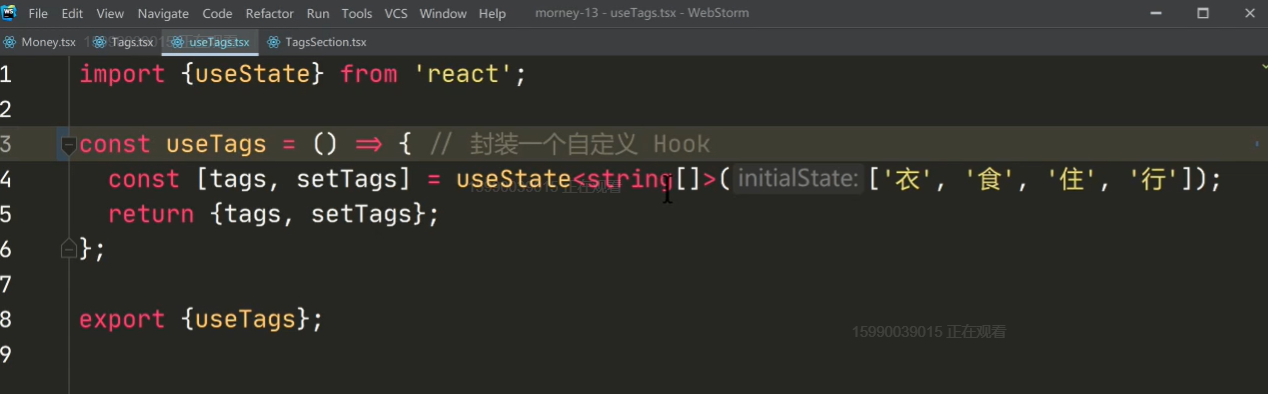 File Edit View Navigate Code Refactor Run Tools VCS Window Help morney-13 - useTags.tsx - WebStorm
Money.tsx Tags.tsx useTags.tsx TagsSection.tsx
1 import {useState} from 'react';
2
3 const useTags = () => { // 封装一个自定义 Hook
4 const [tags, setTags] = useState<string[]>( initialState: ['衣', '食', '住', '行']);
5 return {tags, setTags};
6 };
7
8 export {useTags};
15990039015 正在观看
9